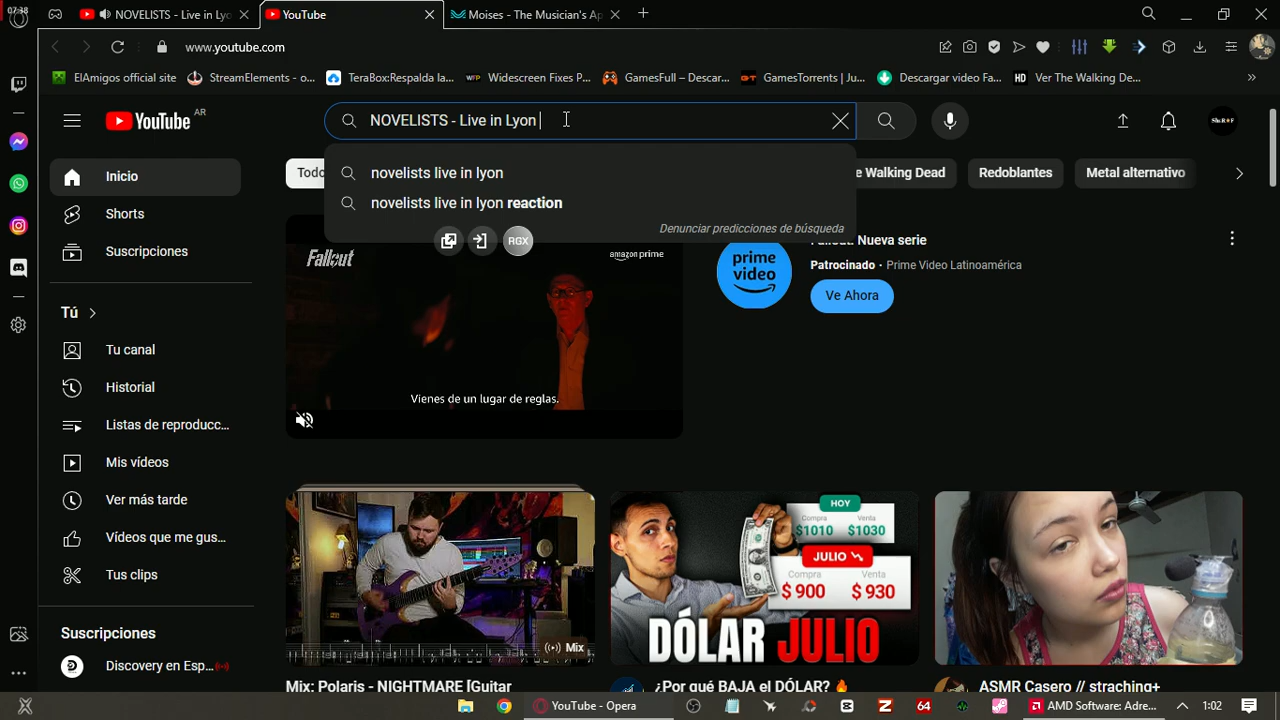 07:38
NOVELISTS - Live in Lyo
YouTube
Moises - The Musician's Ap
www.youtube.com
ElAmigos official site
StreamElements - o...
TeraBox:Respalda la...
WFP Widescreen Fixes P...
GamesFull – Descar...
GT GamesTorrents | Ju...
Descargar video Fa...
HD Ver The Walking De...
YouTube AR
NOVELISTS - Live in Lyon
novelists live in lyon
novelists live in lyon reaction
Denunciar predicciones de búsqueda
RGX
Todo
e Walking Dead
Redoblantes
Metal alternativo
Inicio
Shorts
Suscripciones
Tú
Tu canal
Historial
Listas de reproducc...
Mis vídeos
Ver más tarde
Vídeos que me gus...
Tus clips
Suscripciones
Discovery en Esp...
Fallout
amazon prime
Vienes de un lugar de reglas.
prime video
Fallout: Nueva serie
Patrocinado · Prime Video Latinoamérica
Ve Ahora
Mix
HOY
Compra Venta
$1010 $1030
JULIO
Compra Venta
$900 $930
DÓLAR JULIO
Mix: Polaris - NIGHTMARE [Guitar
¿Por qué BAJA el DÓLAR?
ASMR Casero // straching+
YouTube - Opera
64
AMD Software: Adre...
1:02